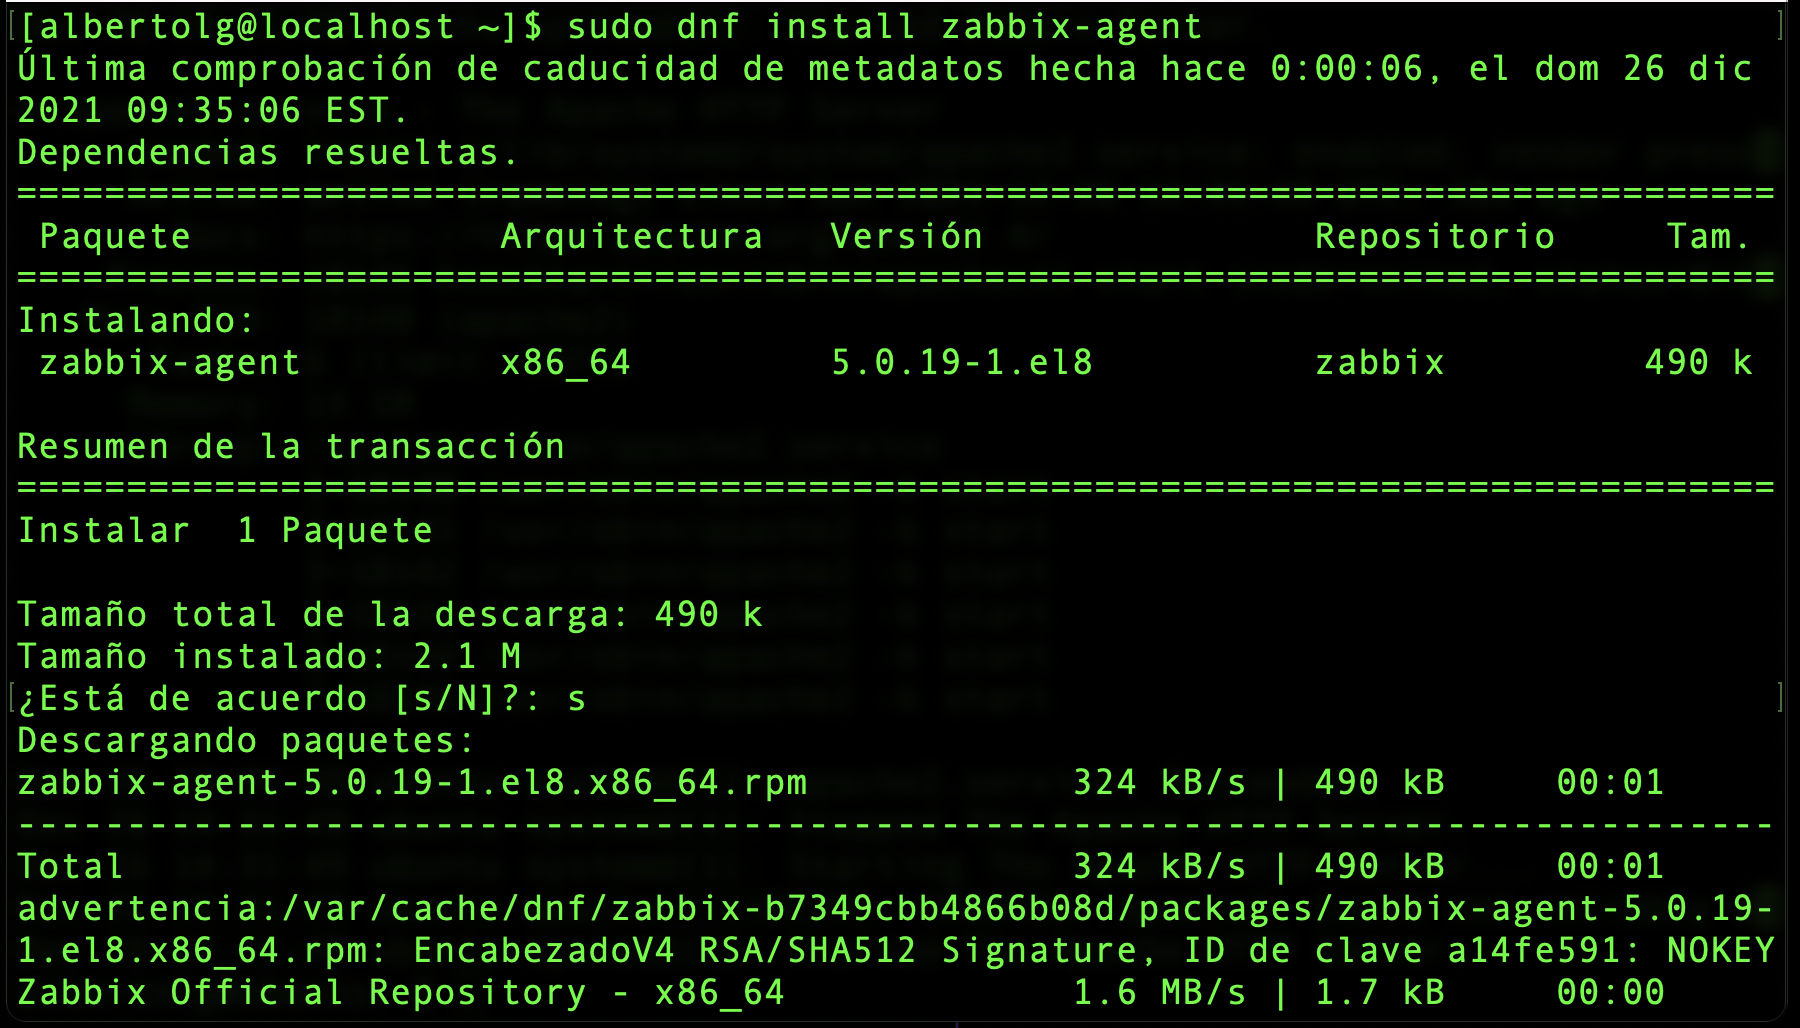 [[albertolg@localhost ~]$ sudo dnf install zabbix-agent ]
Última comprobación de caducidad de metadatos hecha hace 0:00:06, el dom 26 dic
2021 09:35:06 EST.
Dependencias resueltas.
================================================================================
Paquete Arquitectura Versión Repositorio Tam.
================================================================================
Instalando:
zabbix-agent x86_64 5.0.19-1.el8 zabbix 490 k
Resumen de la transacción
================================================================================
Instalar 1 Paquete
Tamaño total de la descarga: 490 k
Tamaño instalado: 2.1 M
[¿Está de acuerdo [s/N]?: s ]
Descargando paquetes:
zabbix-agent-5.0.19-1.el8.x86_64.rpm 324 kB/s | 490 kB 00:01
--------------------------------------------------------------------------------
Total 324 kB/s | 490 kB 00:01
advertencia:/var/cache/dnf/zabbix-b7349cbb4866b08d/packages/zabbix-agent-5.0.19-
1.el8.x86_64.rpm: EncabezadoV4 RSA/SHA512 Signature, ID de clave a14fe591: NOKEY
Zabbix Official Repository - x86_64 1.6 MB/s | 1.7 kB 00:00